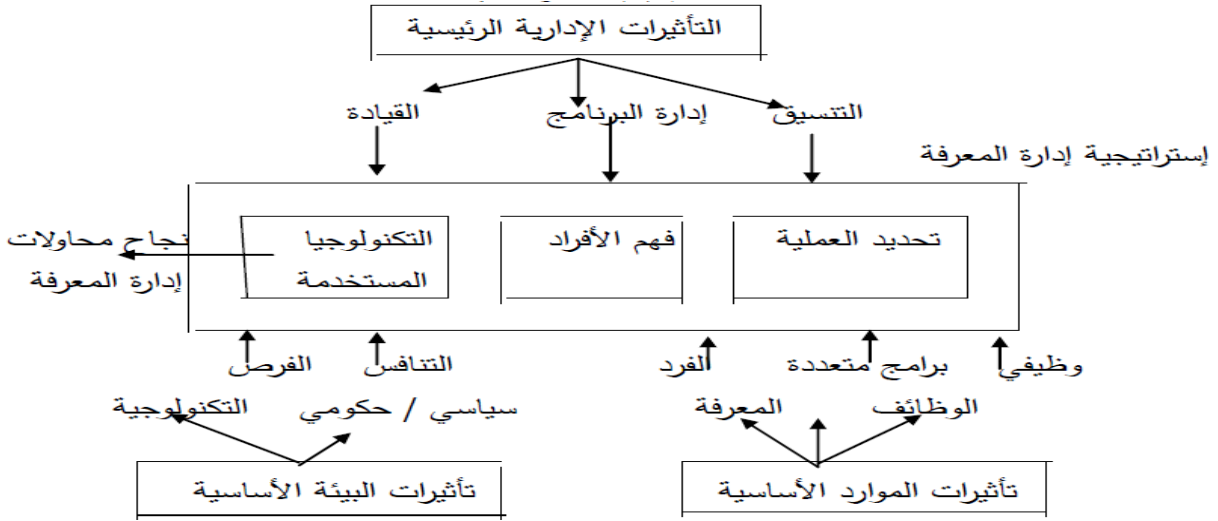 التأثيرات الإدارية الرئيسية
التنسيق إدارة البرنامج القيادة
إستراتيجية إدارة المعرفة
تحديد العملية
فهم الأفراد
التكنولوجيا
المستخدمة
نجاح محاولات
إدارة المعرفة
وظيفي برامج متعددة الفرد التنافس الفرص
الوظائف المعرفة سياسي / حكومي التكنولوجية
تأثيرات الموارد الأساسية
تأثيرات البيئة الأساسية